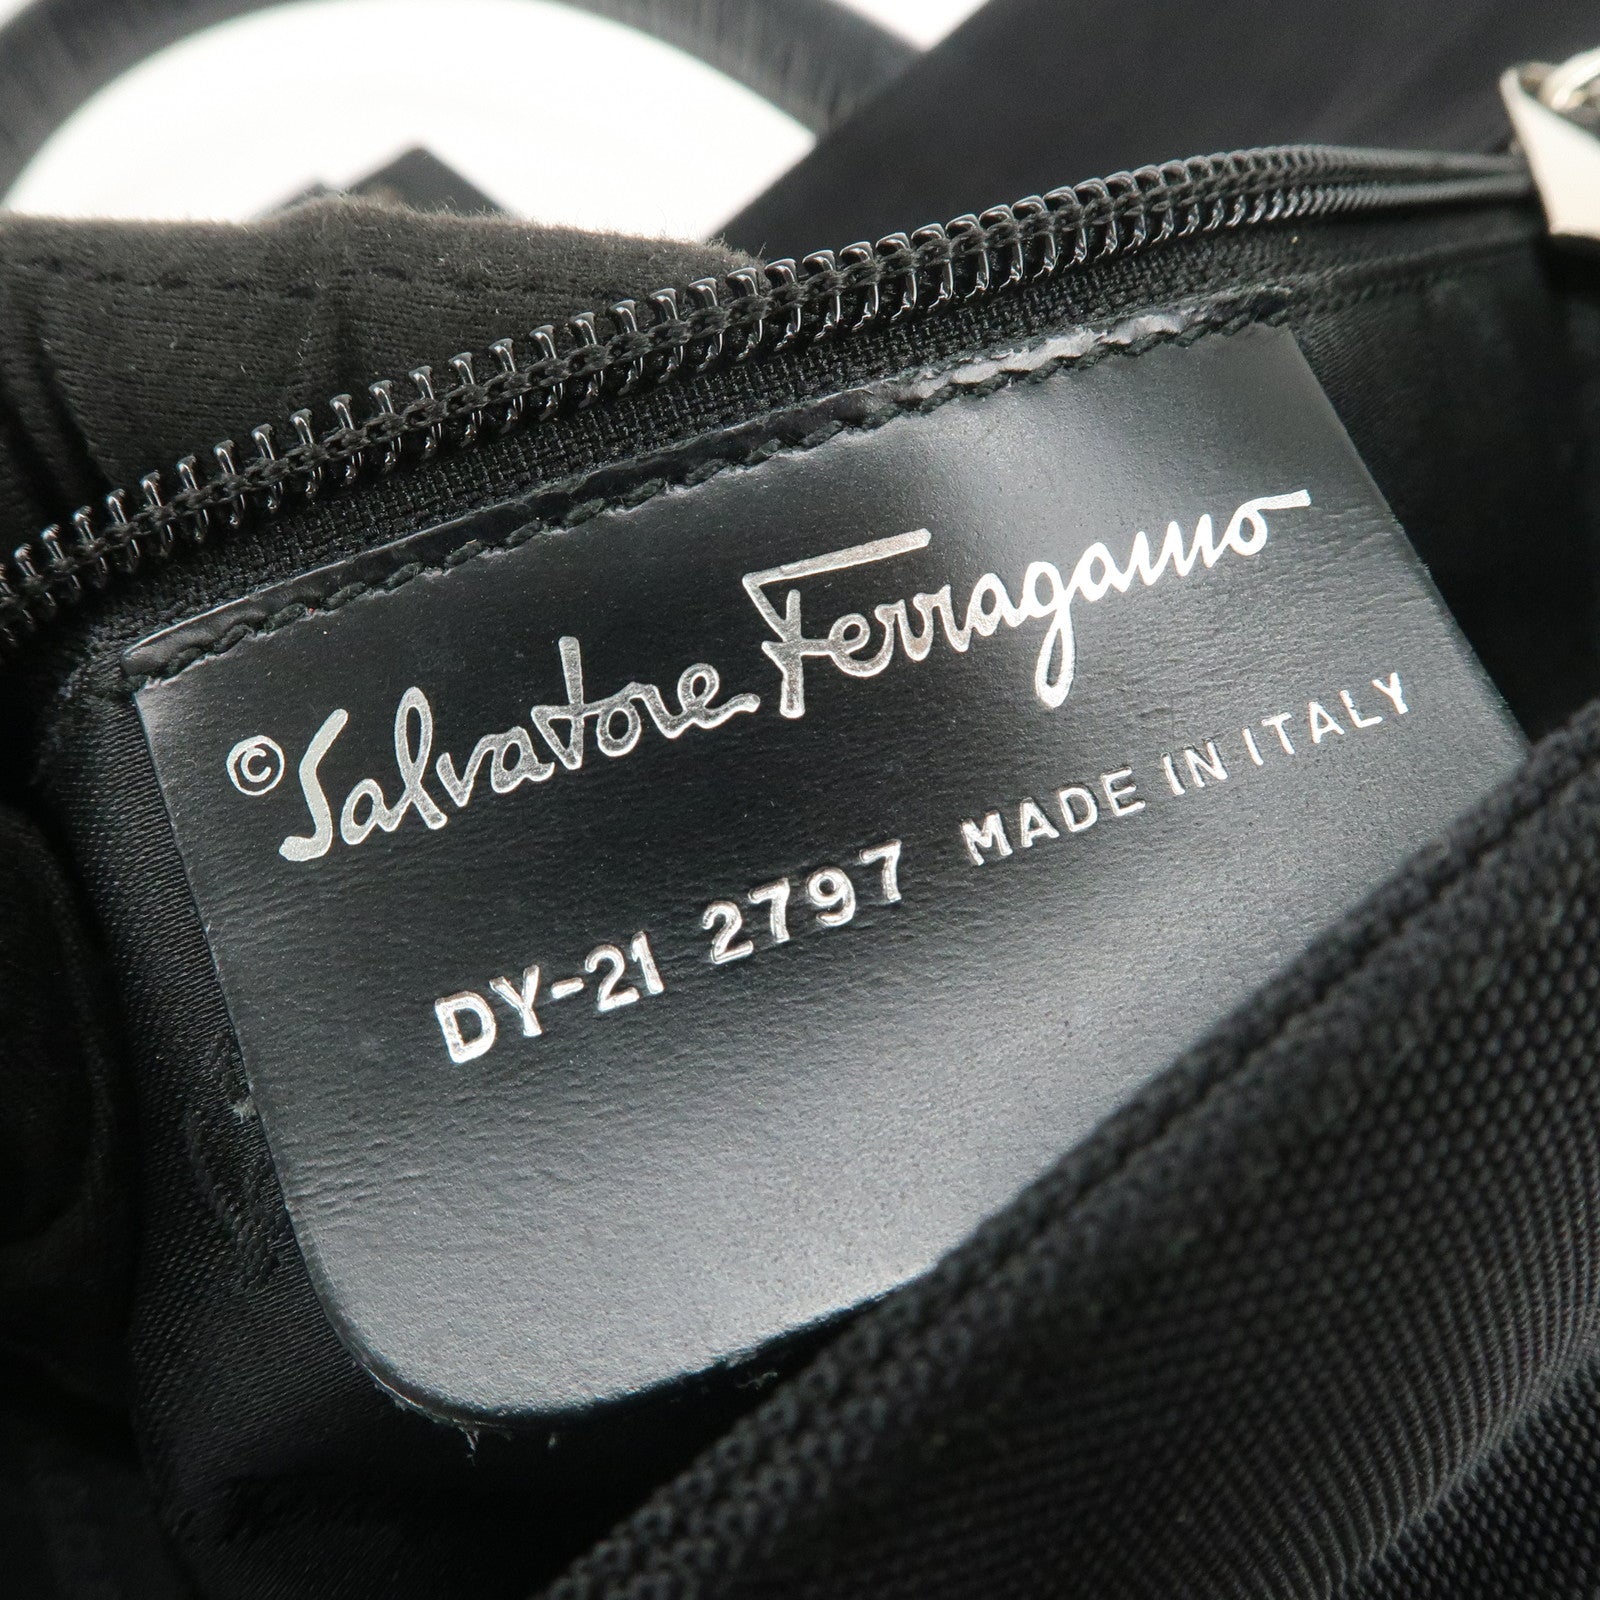 © Salvatore Ferragamo
DY-21 2797 MADE IN ITALY